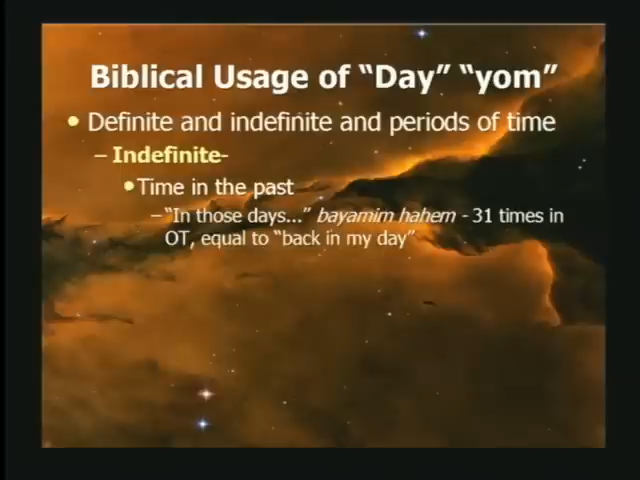 Biblical Usage of “Day” “yom”
• Definite and indefinite and periods of time
– Indefinite-
• Time in the past
– “In those days...” bayamim hahem - 31 times in
OT, equal to “back in my day”